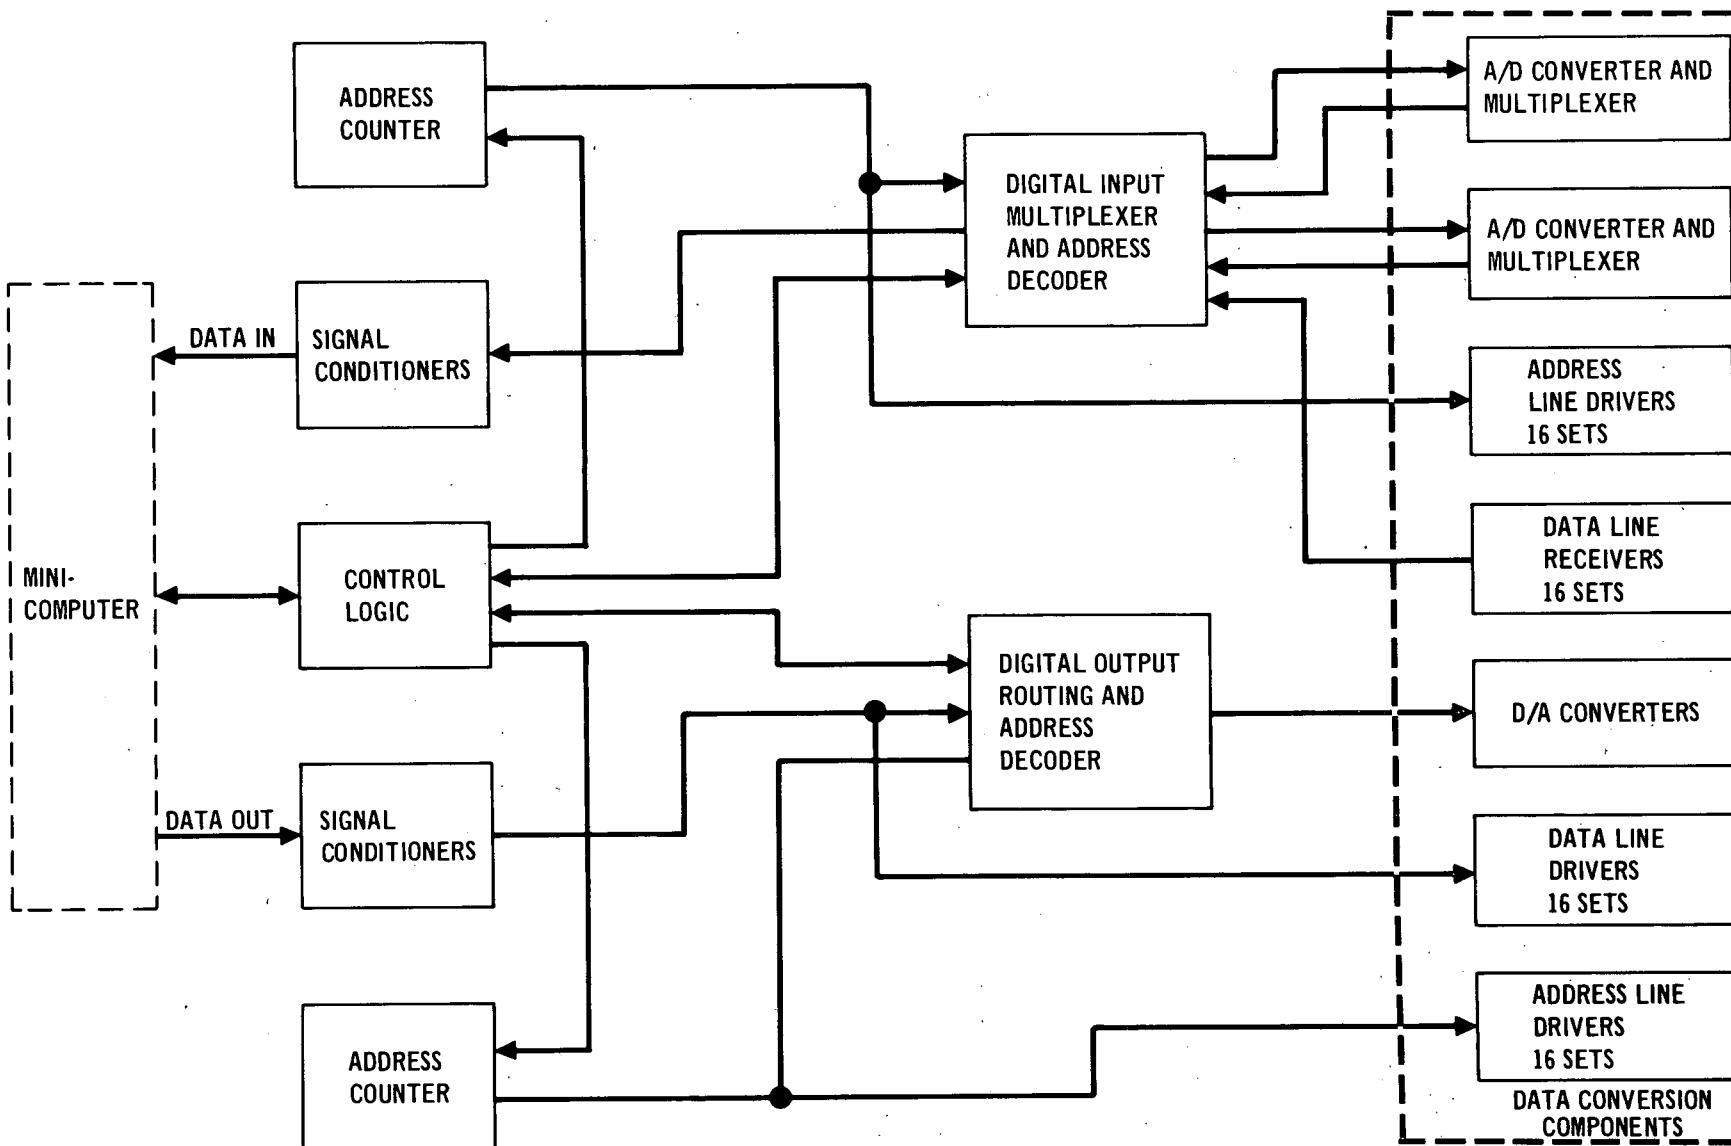 ADDRESS
COUNTER
SIGNAL
CONDITIONERS
DATA IN
MINI-
COMPUTER
CONTROL
LOGIC
DATA OUT
SIGNAL
CONDITIONERS
ADDRESS
COUNTER
DIGITAL INPUT
MULTIPLEXER
AND ADDRESS
DECODER
DIGITAL OUTPUT
ROUTING AND
ADDRESS
DECODER
A/D CONVERTER AND
MULTIPLEXER
A/D CONVERTER AND
MULTIPLEXER
ADDRESS
LINE DRIVERS
16 SETS
DATA LINE
RECEIVERS
16 SETS
D/A CONVERTERS
DATA LINE
DRIVERS
16 SETS
ADDRESS LINE
DRIVERS
16 SETS
DATA CONVERSION
COMPONENTS